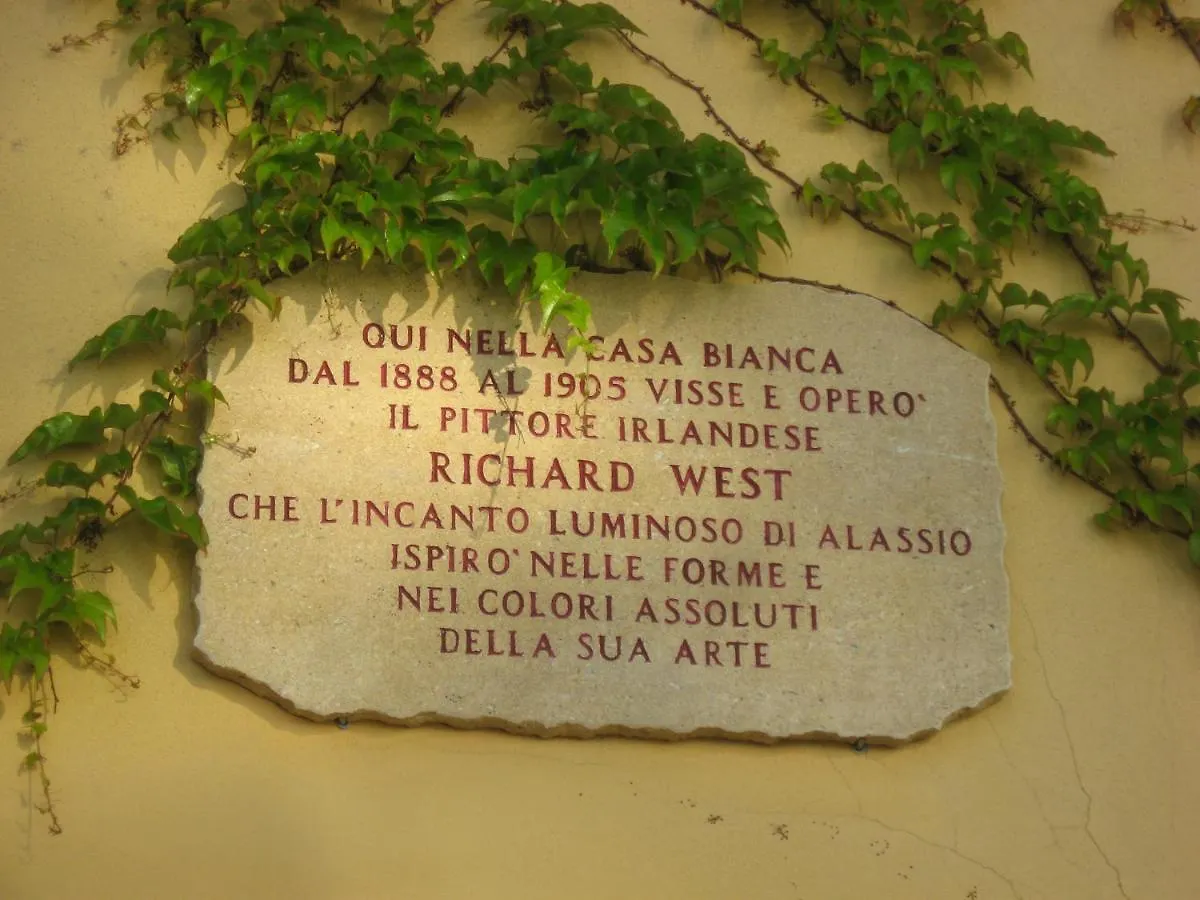 QUI NELLA CASA BIANCA
DAL 1888 AL 1905 VISSE E OPERO'
IL PITTORE IRLANDESE
RICHARD WEST
CHE L'INCANTO LUMINOSO DI ALASSIO
ISPIRO' NELLE FORME E
NEI COLORI ASSOLUTI
DELLA SUA ARTE